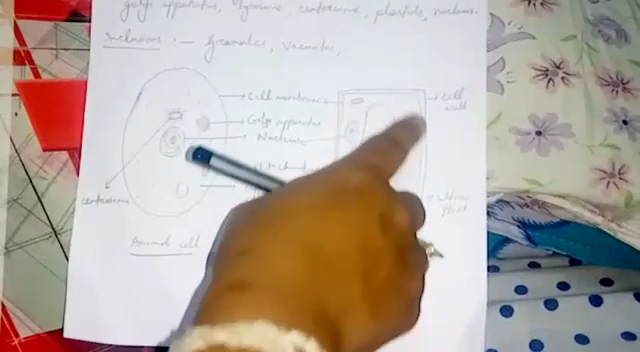 golgi apparatus, lysosome, centrosome, plastids, nucleus.
Inclusions :- Granules, Vacuoles,
Cell membrane
Cell wall
Golgi apparatus
Nucleus
centrosome
Animal cell